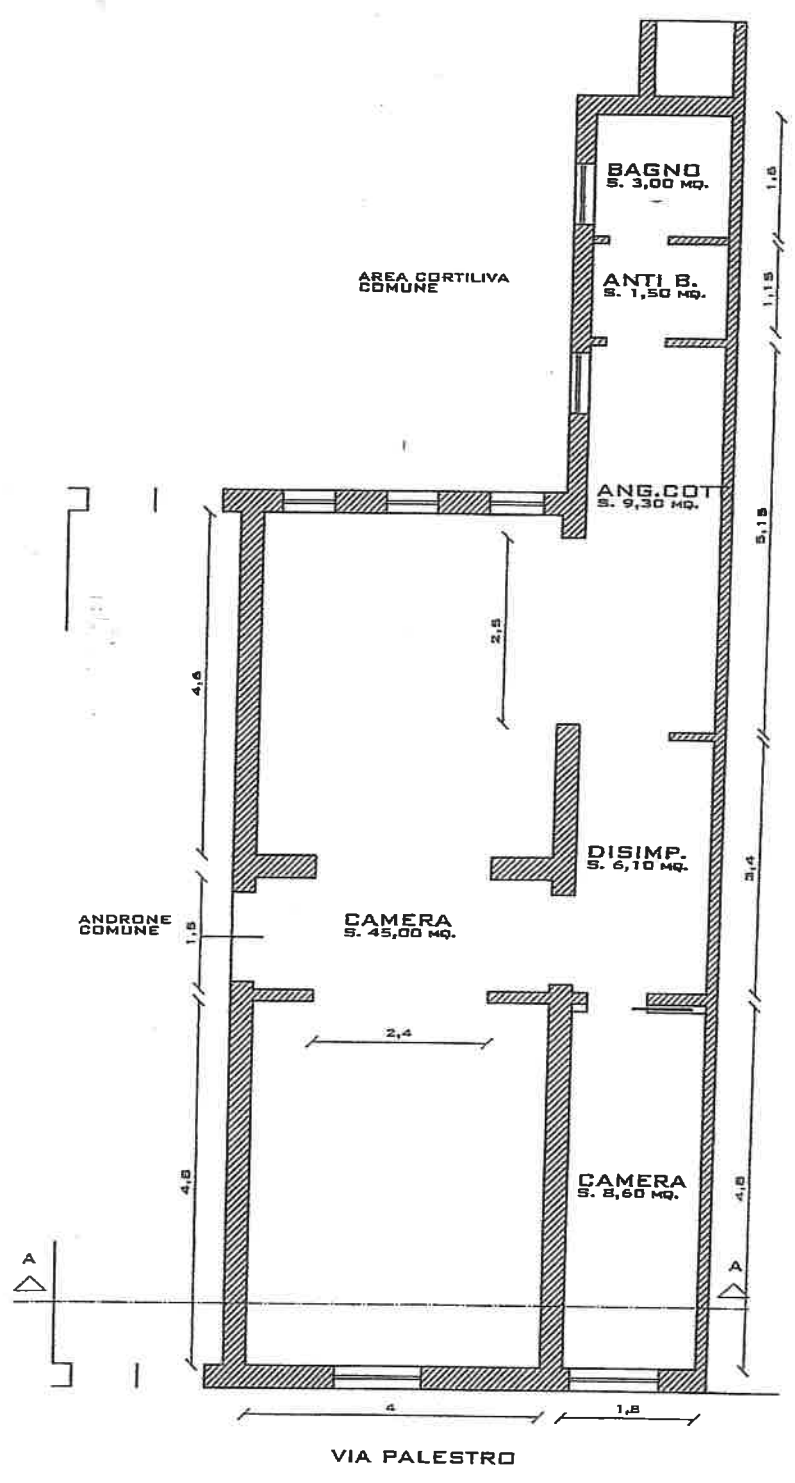 BAGNO
S. 3,00 MQ.
1,8
ANTI B.
S. 1,50 MQ.
1,15
AREA CORTILIVA
COMUNE
ANG.COTT
S. 9,30 MQ.
5,15
2,5
4,6
DISIMP.
S. 6,10 MQ.
3,4
ANDRONE
COMUNE
1,5
CAMERA
S. 45,00 MQ.
2,4
CAMERA
S. 8,60 MQ.
4,8
4,8
A
A
4
1,8
VIA PALESTRO